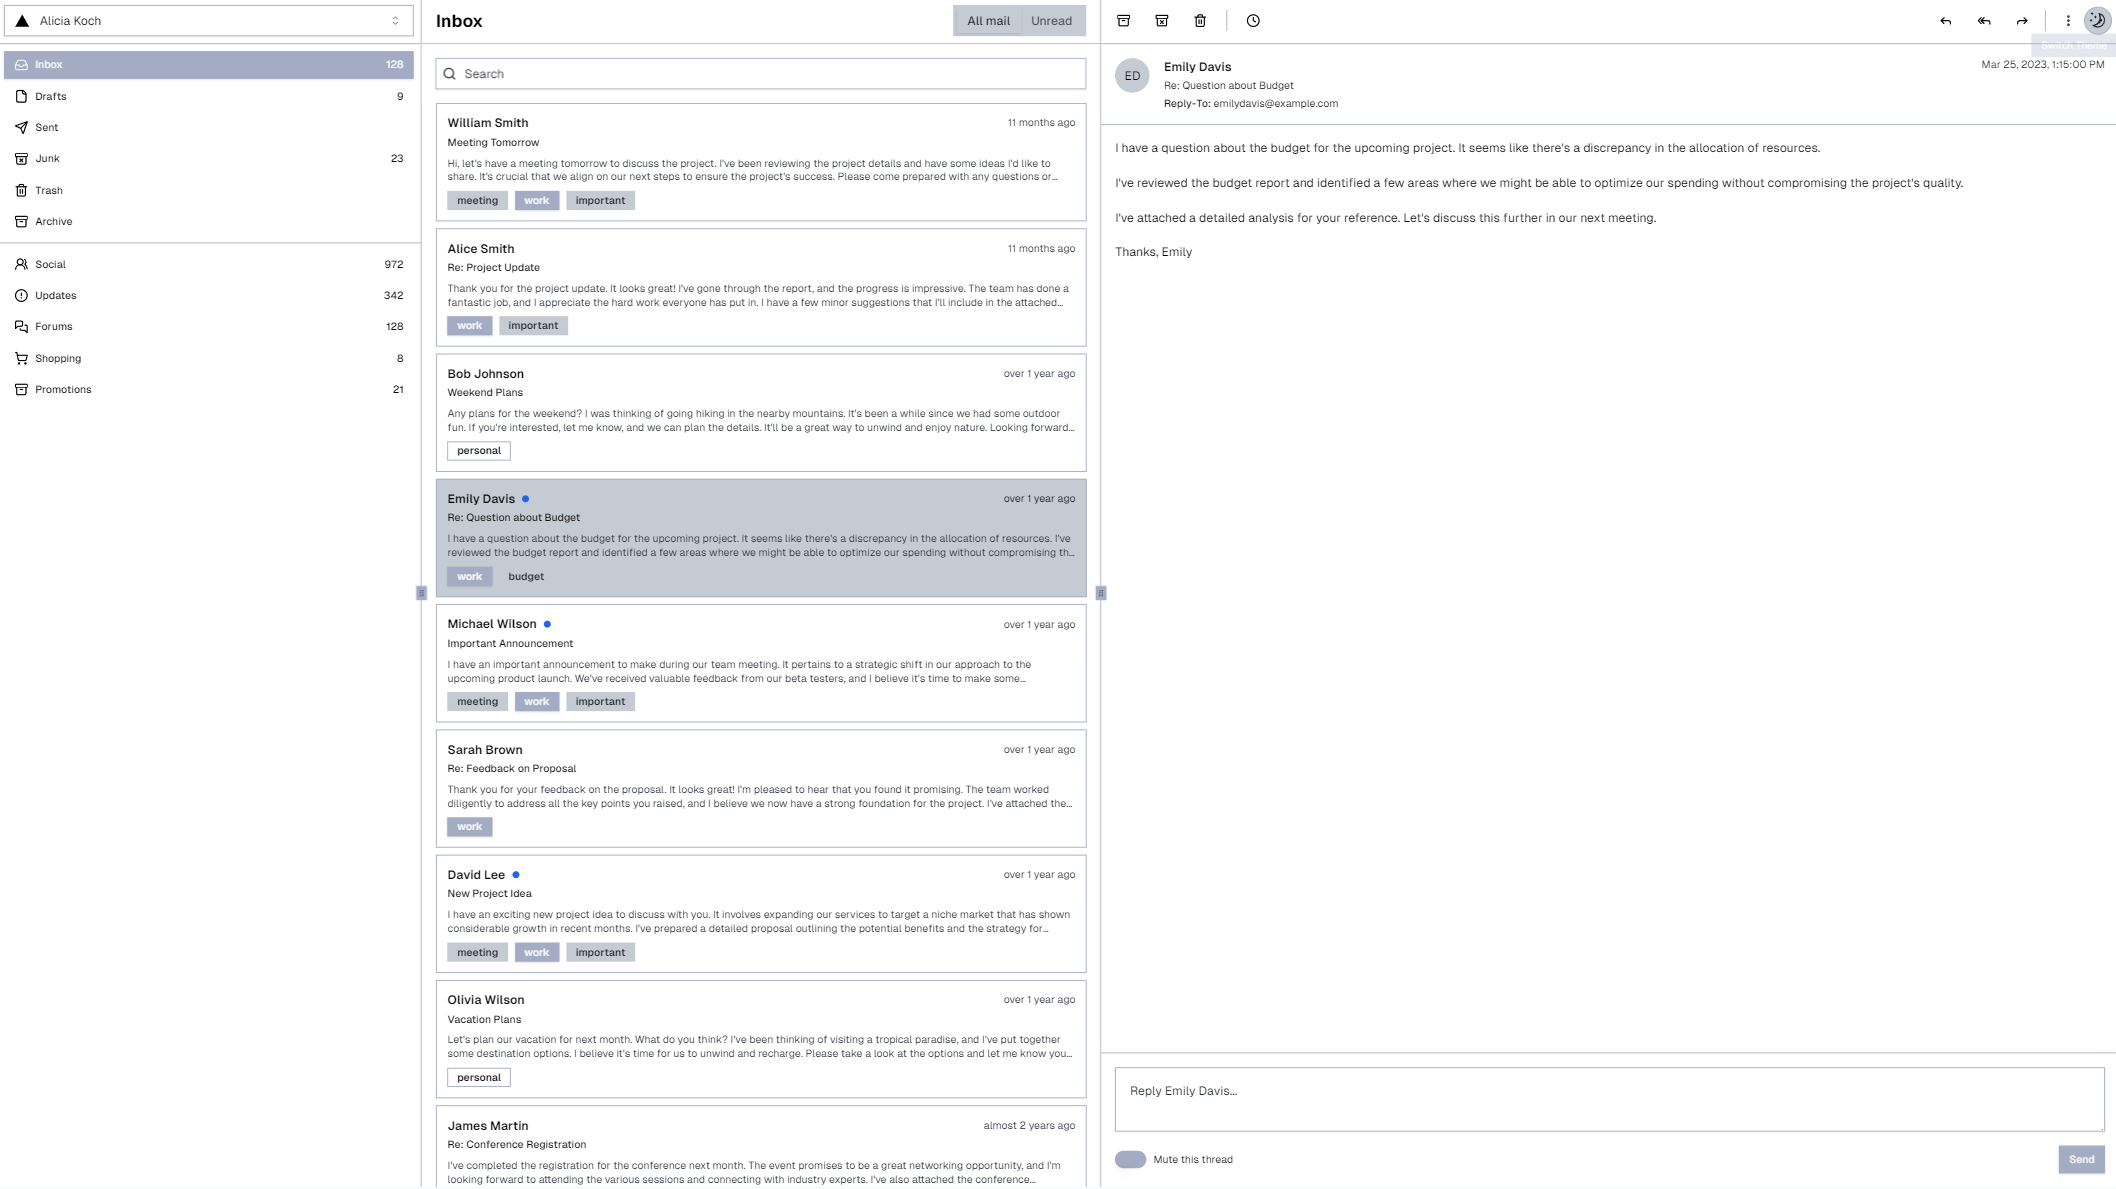 Alicia Koch
Inbox 128
Drafts 9
Sent
Junk 23
Trash
Archive
Social 972
Updates 342
Forums 128
Shopping 8
Promotions 21
Inbox
All mail Unread
Search
William Smith 11 months ago
Meeting Tomorrow
Hi, let's have a meeting tomorrow to discuss the project. I've been reviewing the project details and have some ideas I'd like to
share. It's crucial that we align on our next steps to ensure the project's success. Please come prepared with any questions or...
meeting work important
Alice Smith 11 months ago
Re: Project Update
Thank you for the project update. It looks great! I've gone through the report, and the progress is impressive. The team has done a
fantastic job, and I appreciate the hard work everyone has put in. I have a few minor suggestions that I'll include in the attached...
work important
Bob Johnson over 1 year ago
Weekend Plans
Any plans for the weekend? I was thinking of going hiking in the nearby mountains. It's been a while since we had some outdoor
fun. If you're interested, let me know, and we can plan the details. It'll be a great way to unwind and enjoy nature. Looking forward...
personal
Emily Davis over 1 year ago
Re: Question about Budget
I have a question about the budget for the upcoming project. It seems like there's a discrepancy in the allocation of resources. I've
reviewed the budget report and identified a few areas where we might be able to optimize our spending without compromising th...
work budget
Michael Wilson over 1 year ago
Important Announcement
I have an important announcement to make during our team meeting. It pertains to a strategic shift in our approach to the
upcoming product launch. We've received valuable feedback from our beta testers, and I believe it's time to make some...
meeting work important
Sarah Brown over 1 year ago
Re: Feedback on Proposal
Thank you for your feedback on the proposal. It looks great! I'm pleased to hear that you found it promising. The team worked
diligently to address all the key points you raised, and I believe we now have a strong foundation for the project. I've attached the...
work
David Lee over 1 year ago
New Project Idea
I have an exciting new project idea to discuss with you. It involves expanding our services to target a niche market that has shown
considerable growth in recent months. I've prepared a detailed proposal outlining the potential benefits and the strategy for...
meeting work important
Olivia Wilson over 1 year ago
Vacation Plans
Let's plan our vacation for next month. What do you think? I've been thinking of visiting a tropical paradise, and I've put together
some destination options. I believe it's time for us to unwind and recharge. Please take a look at the options and let me know you...
personal
James Martin almost 2 years ago
Re: Conference Registration
I've completed the registration for the conference next month. The event promises to be a great networking opportunity, and I'm
looking forward to attending the various sessions and connecting with industry experts. I've also attached the conference...
Switch Theme
ED
Emily Davis Mar 25, 2023, 1:15:00 PM
Re: Question about Budget
Reply-To: emilydavis@example.com
I have a question about the budget for the upcoming project. It seems like there's a discrepancy in the allocation of resources.
I've reviewed the budget report and identified a few areas where we might be able to optimize our spending without compromising the project's quality.
I've attached a detailed analysis for your reference. Let's discuss this further in our next meeting.
Thanks, Emily
Reply Emily Davis...
Mute this thread
Send